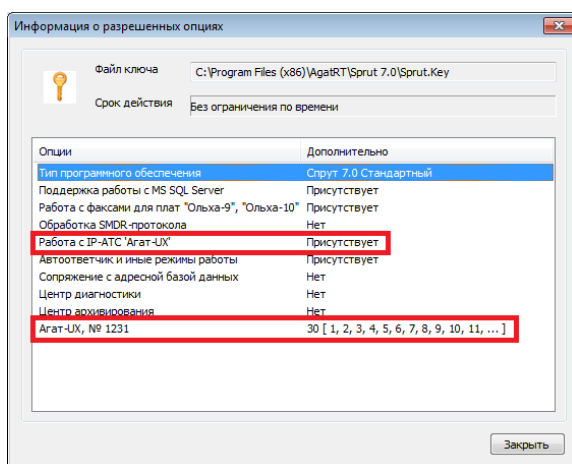 Информация о разрешенных опциях
Файл ключа C:\Program Files (x86)\AgatRT\Sprut 7.0\Sprut.Key
Срок действия Без ограничения по времени
Опции Дополнительно
Тип программного обеспечения Спрут 7.0 Стандартный
Поддержка работы с MS SQL Server Присутствует
Работа с факсами для плат "Ольха-9", "Ольха-10" Присутствует
Обработка SMDR-протокола Нет
Работа с IP-АТС 'Агат-UX' Присутствует
Автоответчик и иные режимы работы Присутствует
Сопряжение с адресной базой данных Нет
Центр диагностики Нет
Центр архивирования Нет
Агат-UX, № 1231 30 [ 1, 2, 3, 4, 5, 6, 7, 8, 9, 10, 11, ... ]
Закрыть